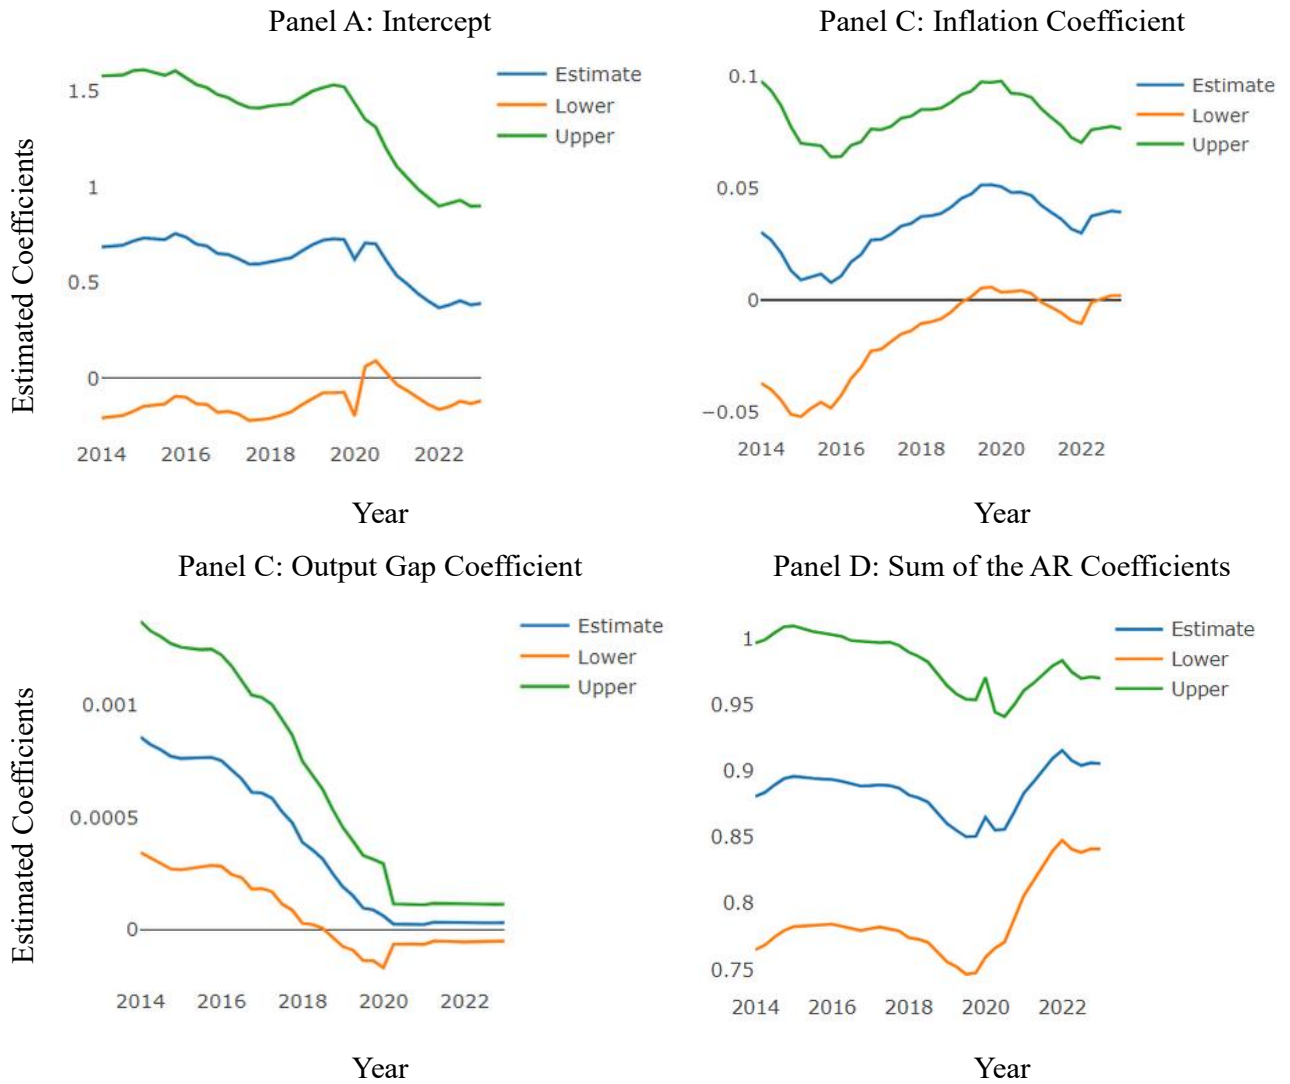 Panel A: Intercept
Estimated Coefficients
1.5
1
0.5
0
Estimate
Lower
Upper
2014 2016 2018 2020 2022
Year
Panel C: Inflation Coefficient
0.1
0.05
0
−0.05
Estimate
Lower
Upper
2014 2016 2018 2020 2022
Year
Panel C: Output Gap Coefficient
Estimated Coefficients
0.001
0.0005
0
Estimate
Lower
Upper
2014 2016 2018 2020 2022
Year
Panel D: Sum of the AR Coefficients
1
0.95
0.9
0.85
0.8
0.75
Estimate
Lower
Upper
2014 2016 2018 2020 2022
Year